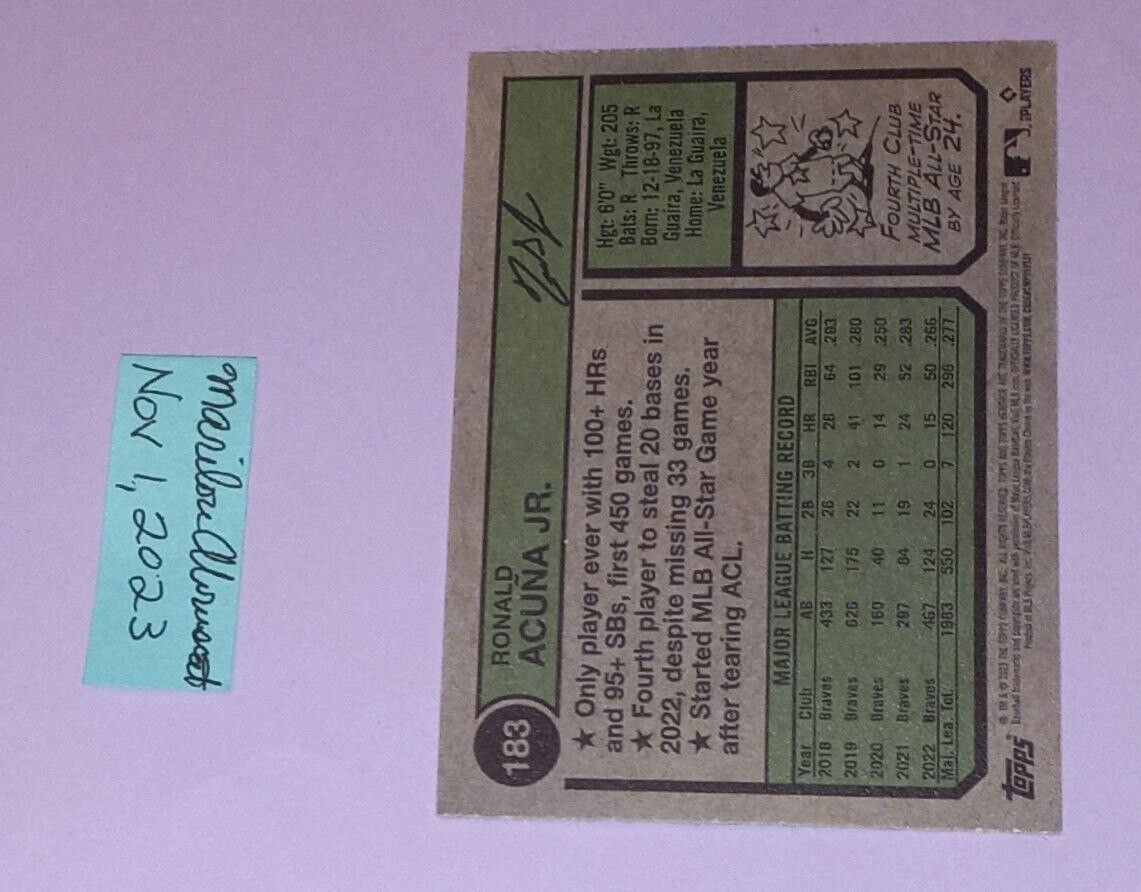 Nov 1, 2023
183
RONALD
ACUÑA JR.
★ Only player ever with 100+ HRs
and 95+ SBs, first 450 games.
★ Fourth player to steal 20 bases in
2022, despite missing 33 games.
★ Started MLB All-Star Game year
after tearing ACL.
Hgt: 6'0" Wgt: 205
Bats: R Throws: R
Born: 12-18-97, La
Guaira, Venezuela
Home: La Guaira,
Venezuela
FOURTH CLUB
MULTIPLE-TIME
MLB ALL-STAR
BY AGE 24.
MAJOR LEAGUE BATTING RECORD
Year Club AB H 2B 3B HR RBI AVG
2018 Braves 433 127 26 4 26 64 .293
2019 Braves 626 175 22 2 41 101 .280
2020 Braves 160 40 11 0 14 29 .250
2021 Braves 297 84 19 1 24 52 .283
2022 Braves 467 124 24 0 15 50 .266
Maj. Lea. Tot. 1983 550 102 7 120 296 .277
Topps
PLAYERS